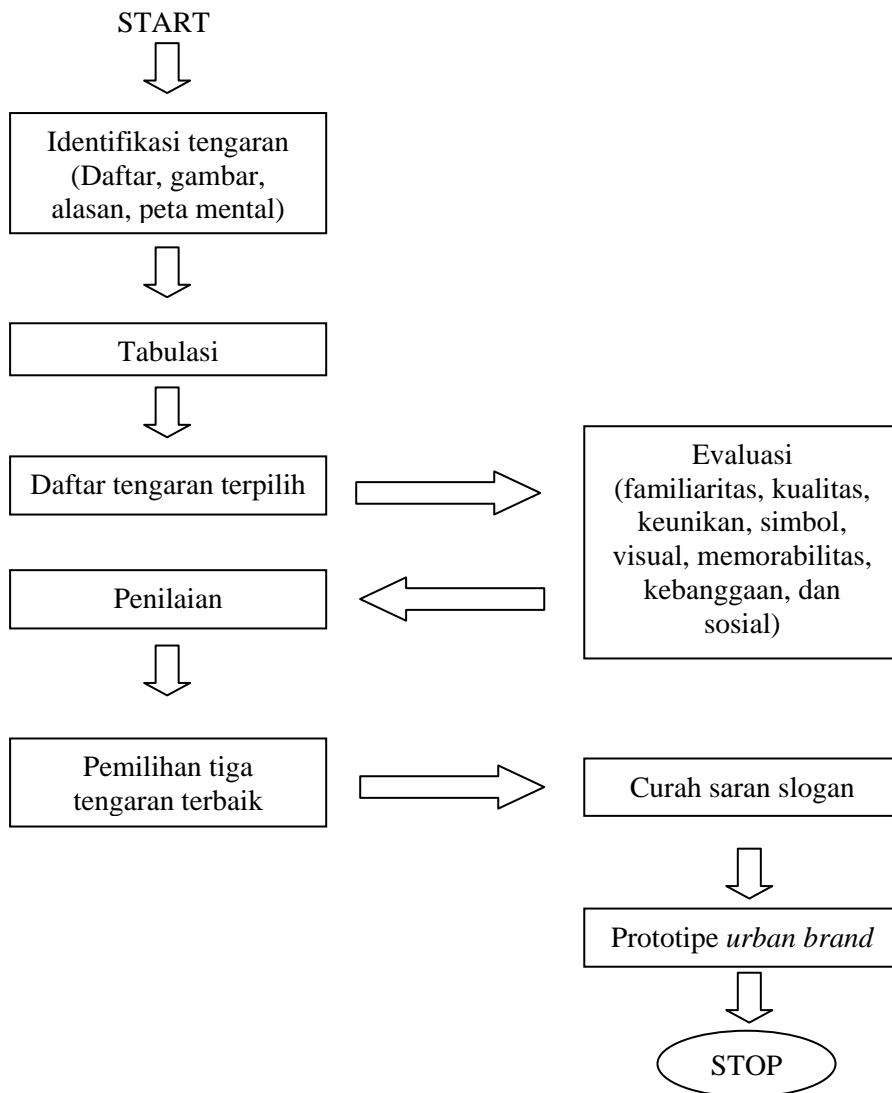 START
Identifikasi tengaran
(Daftar, gambar,
alasan, peta mental)
Tabulasi
Daftar tengaran terpilih
Evaluasi
(familiaritas, kualitas,
keunikan, simbol,
visual, memorabilitas,
kebanggaan, dan
sosial)
Penilaian
Pemilihan tiga
tengaran terbaik
Curah saran slogan
Prototipe urban brand
STOP